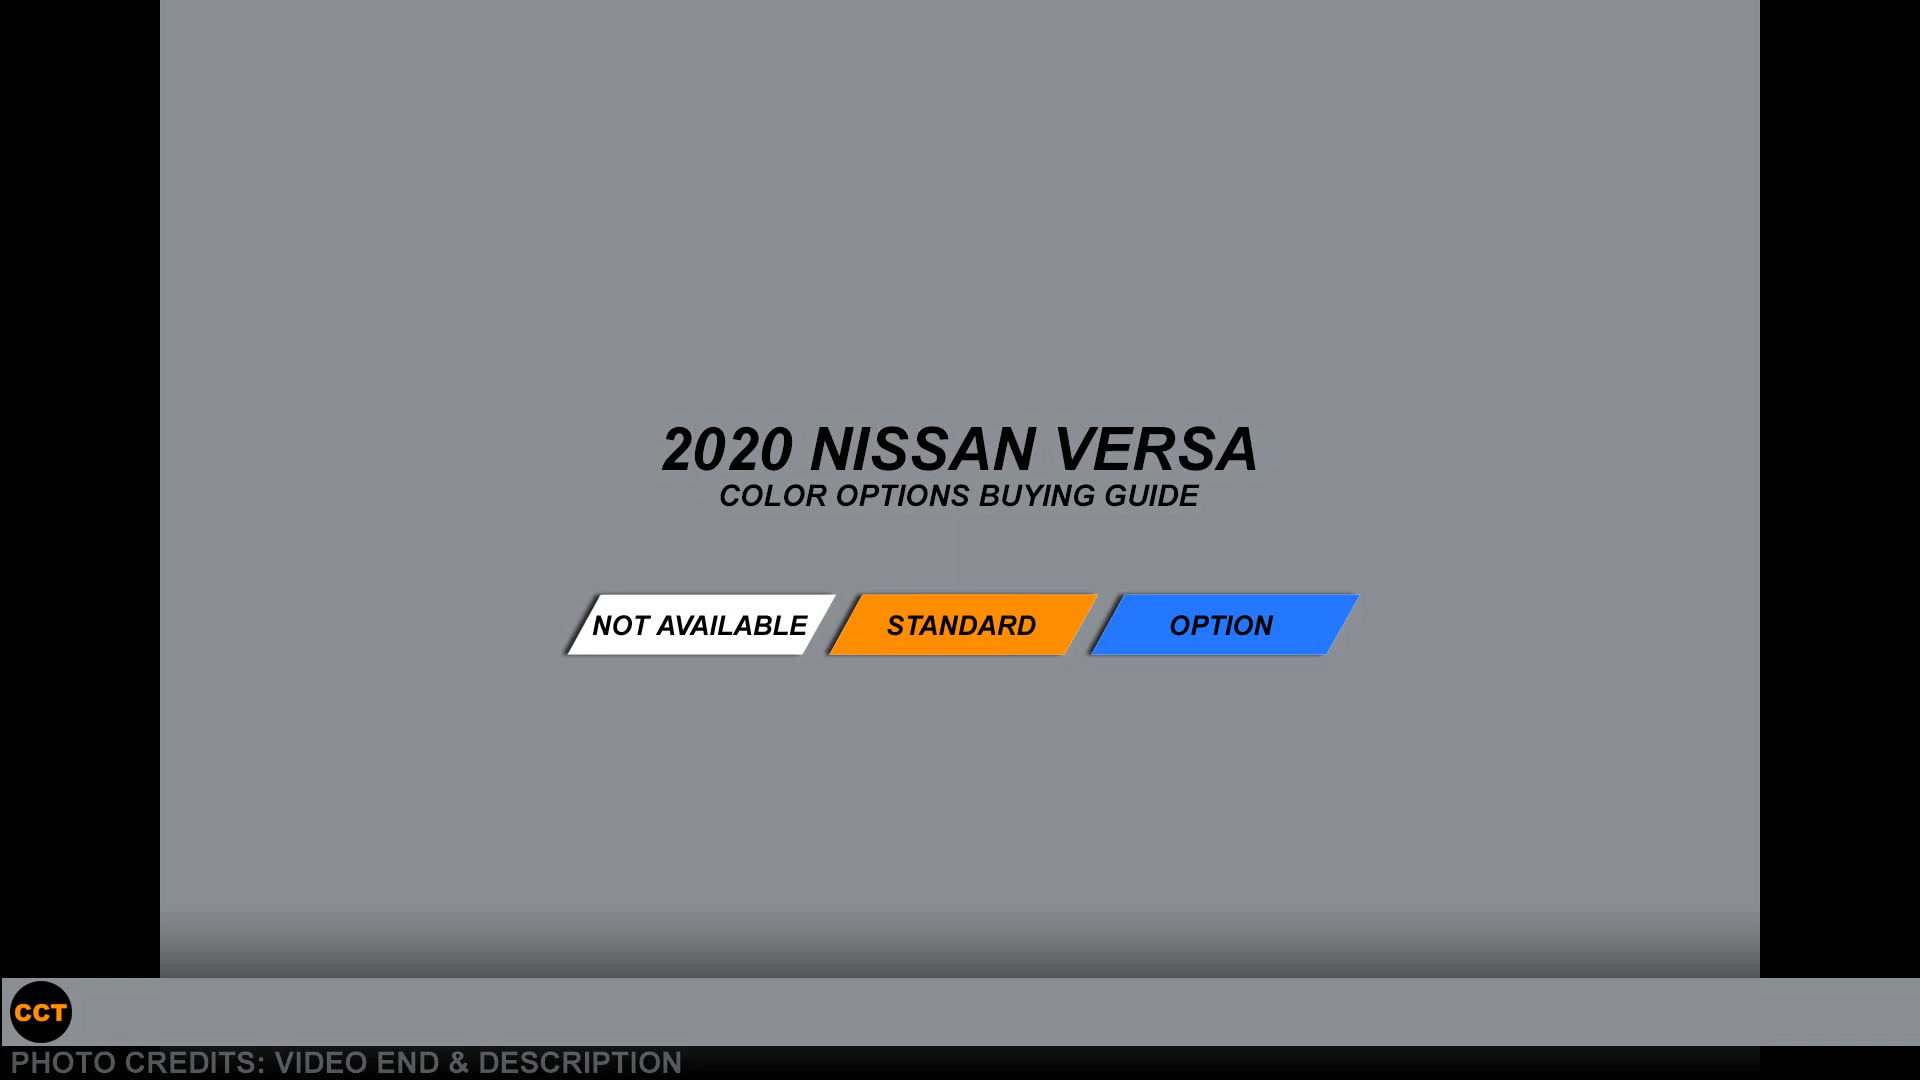 2020 NISSAN VERSA
COLOR OPTIONS BUYING GUIDE
NOT AVAILABLE STANDARD OPTION
CCT
PHOTO CREDITS: VIDEO END & DESCRIPTION